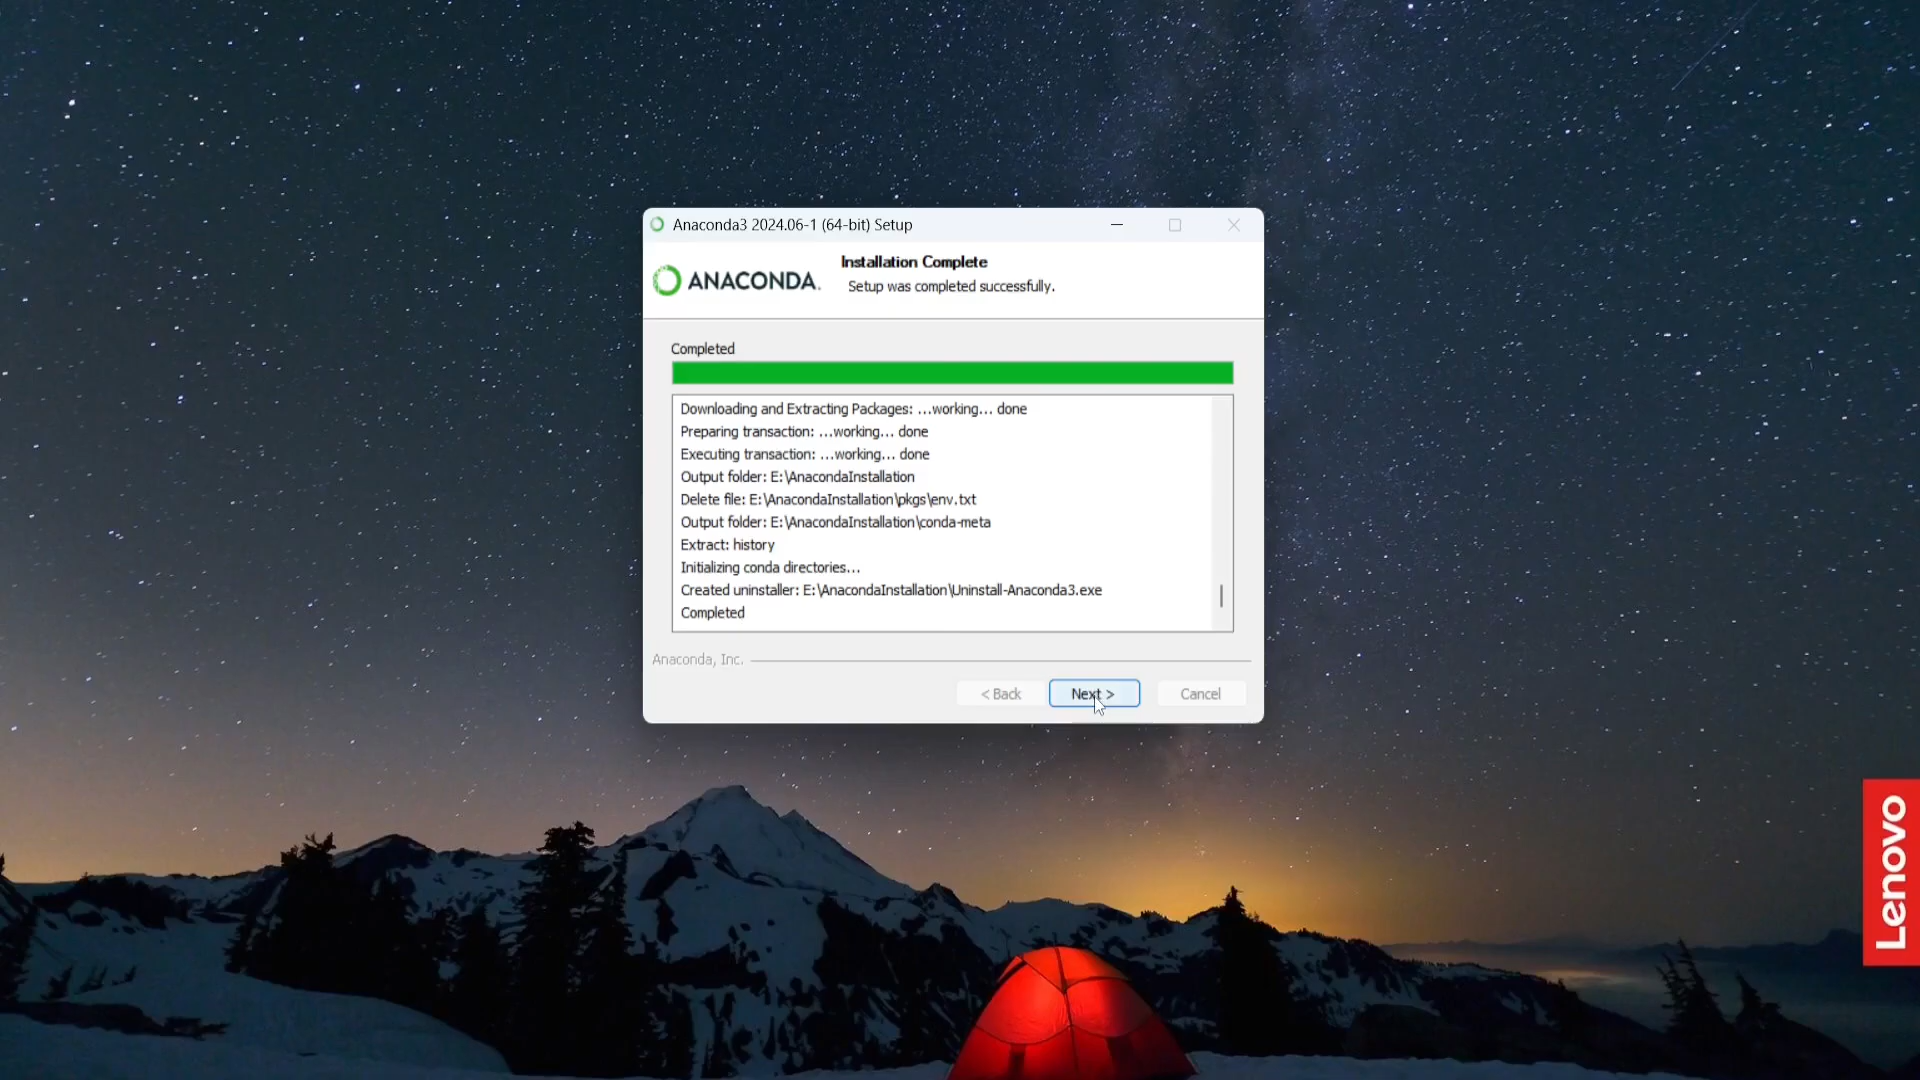 Anaconda3 2024.06-1 (64-bit) Setup
ANACONDA.
Installation Complete
Setup was completed successfully.
Completed
Downloading and Extracting Packages: ...working... done
Preparing transaction: ...working... done
Executing transaction: ...working... done
Output folder: E:\AnacondaInstallation
Delete file: E:\AnacondaInstallation\pkgs\env.txt
Output folder: E:\AnacondaInstallation\conda-meta
Extract: history
Initializing conda directories...
Created uninstaller: E:\AnacondaInstallation\Uninstall-Anaconda3.exe
Completed
Anaconda, Inc.
< Back
Next >
Cancel
Lenovo